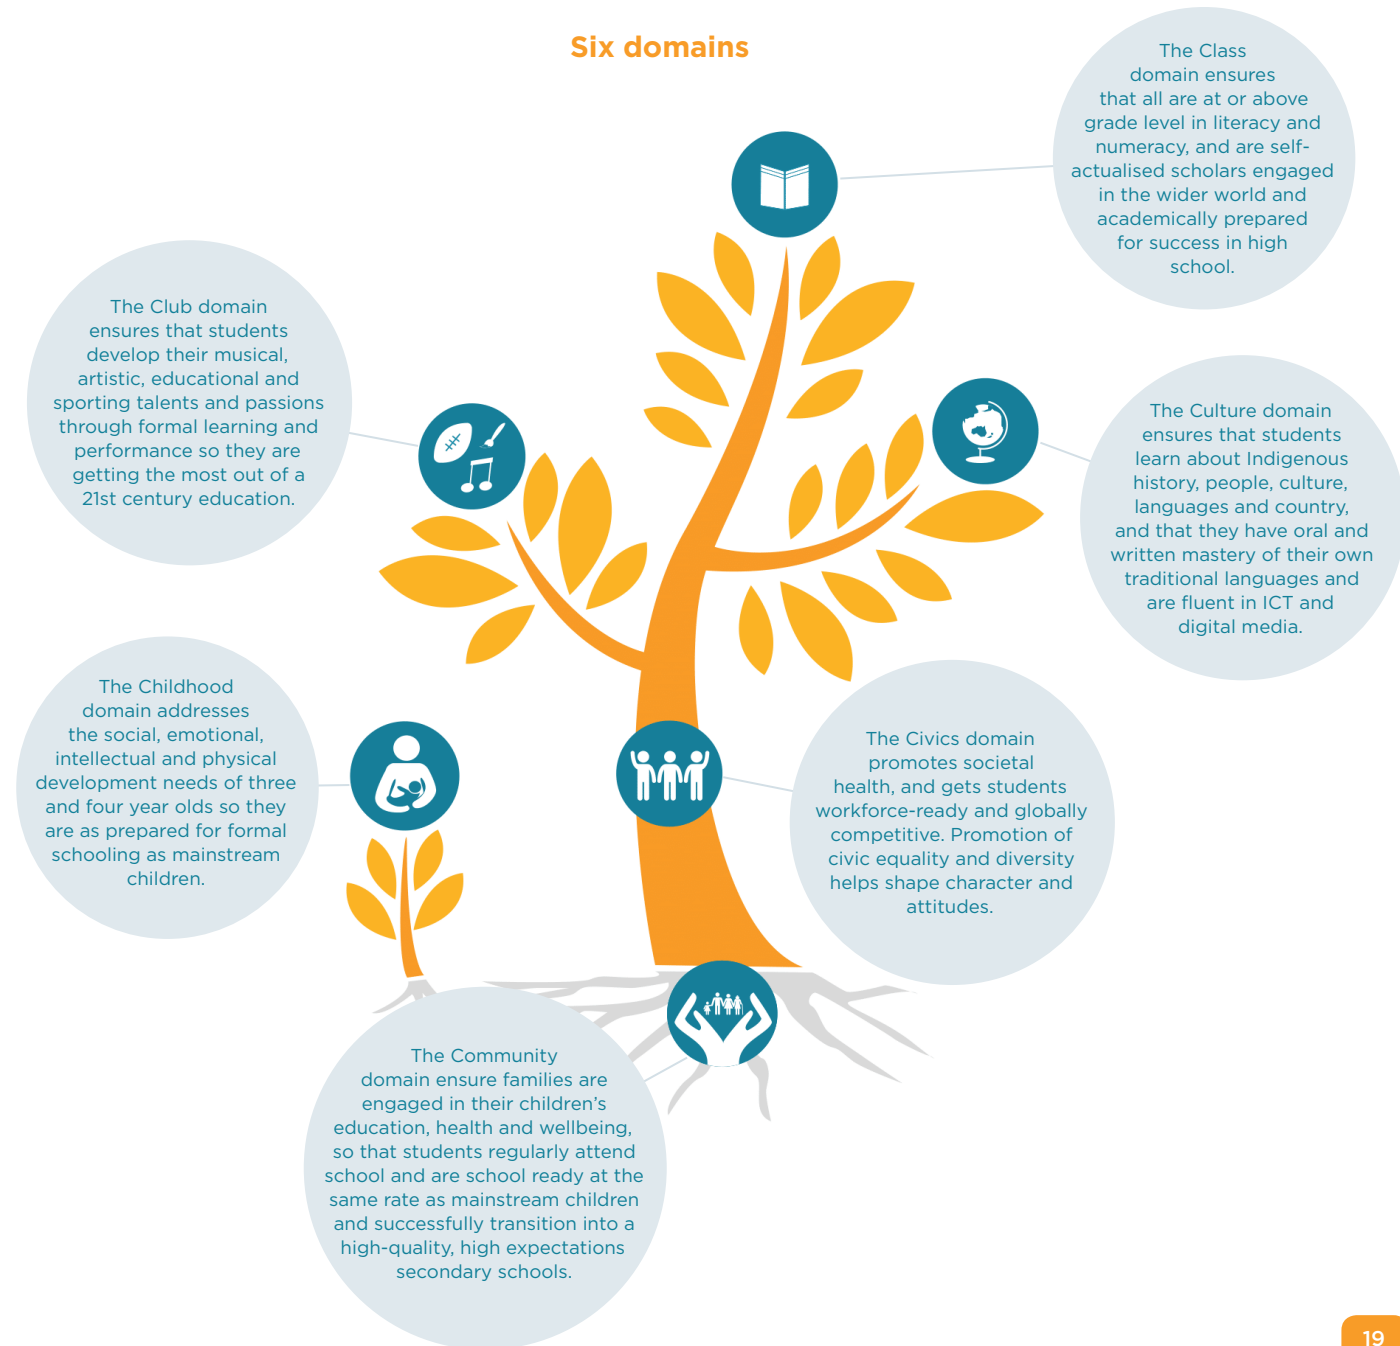 Six domains
The Class
domain ensures
that all are at or above
grade level in literacy and
numeracy, and are self-
actualised scholars engaged
in the wider world and
academically prepared
for success in high
school.
The Club domain
ensures that students
develop their musical,
artistic, educational and
sporting talents and passions
through formal learning and
performance so they are
getting the most out of a
21st century education.
The Culture domain
ensures that students
learn about Indigenous
history, people, culture,
languages and country,
and that they have oral and
written mastery of their own
traditional languages and
are fluent in ICT and
digital media.
The Childhood
domain addresses
the social, emotional,
intellectual and physical
development needs of three
and four year olds so they
are as prepared for formal
schooling as mainstream
children.
The Civics domain
promotes societal
health, and gets students
workforce-ready and globally
competitive. Promotion of
civic equality and diversity
helps shape character and
attitudes.
The Community
domain ensure families are
engaged in their children’s
education, health and wellbeing,
so that students regularly attend
school and are school ready at the
same rate as mainstream children
and successfully transition into a
high-quality, high expectations
secondary schools.
19